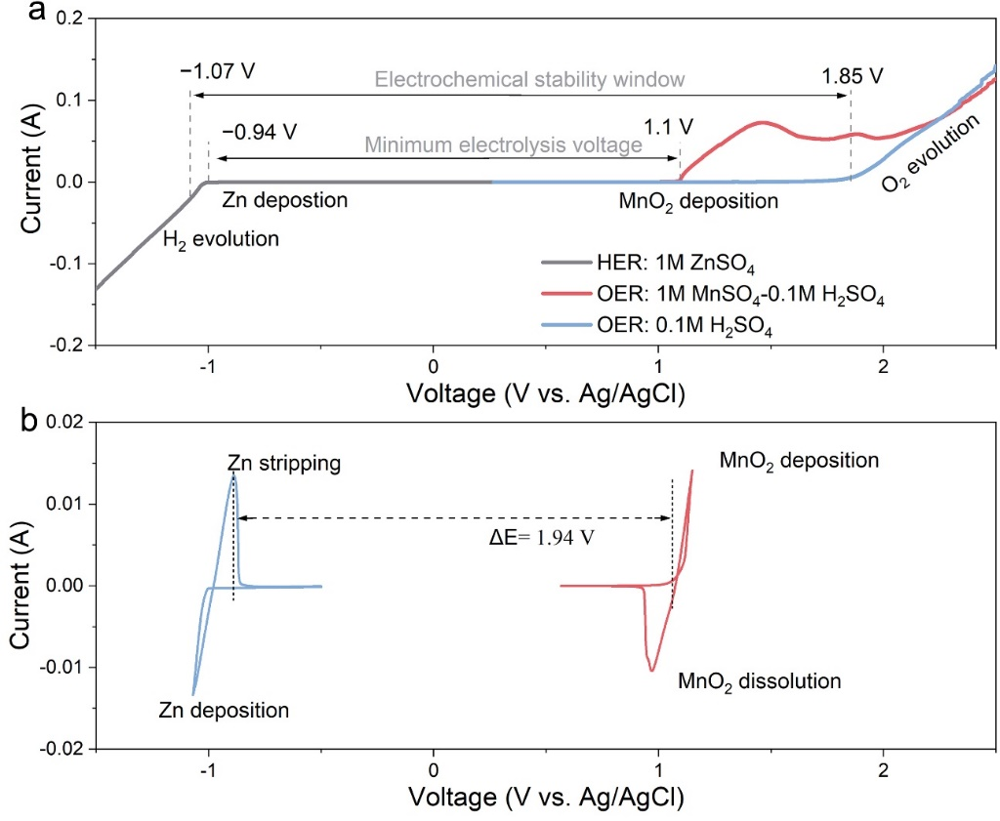 a
0.2
0.1
0.0
-0.1
-0.2
Current (A)
−1.07 V
Electrochemical stability window
1.85 V
−0.94 V
Minimum electrolysis voltage
1.1 V
Zn depostion
MnO₂ deposition
O₂ evolution
H₂ evolution
HER: 1M ZnSO₄
OER: 1M MnSO₄-0.1M H₂SO₄
OER: 0.1M H₂SO₄
-1
0
1
2
Voltage (V vs. Ag/AgCl)
b
0.02
0.01
0.00
-0.01
-0.02
Current (A)
Zn stripping
MnO₂ deposition
ΔE= 1.94 V
MnO₂ dissolution
Zn deposition
-1
0
1
2
Voltage (V vs. Ag/AgCl)